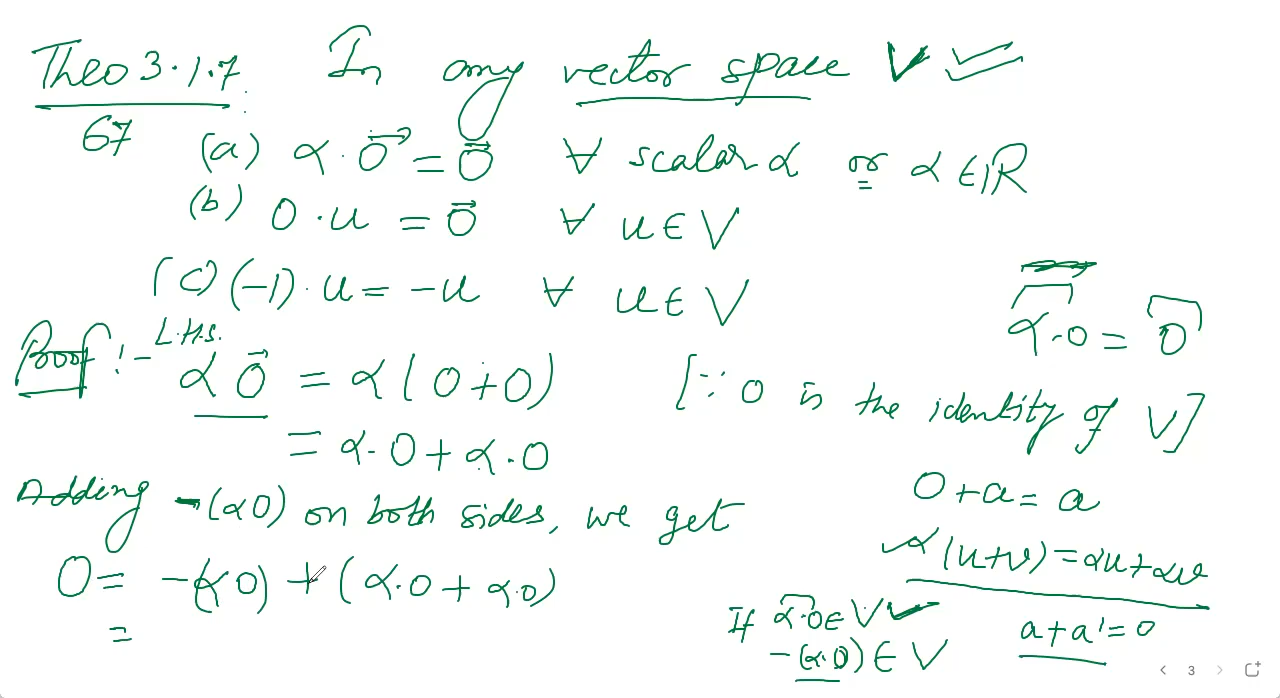 Theo 3.1.7. In any vector space V
67
(a) α·0⃗ = 0⃗ ∀ scalar α or α ∈ ℝ
(b) 0·u = 0⃗ ∀ u ∈ V
(c) (-1)·u = -u ∀ u ∈ V
α·0 = 0
Proof :- L.H.S.
α 0⃗ = α(0+0) [∵ 0 is the identity of V]
= α·0 + α·0
0 + a = a
Adding -(α0) on both sides, we get
α(u+v) = αu + αv
0 = -(α0) + (α·0 + α·0)
=
If α·0 ∈ V
-(α·0) ∈ V
a + a' = 0
3